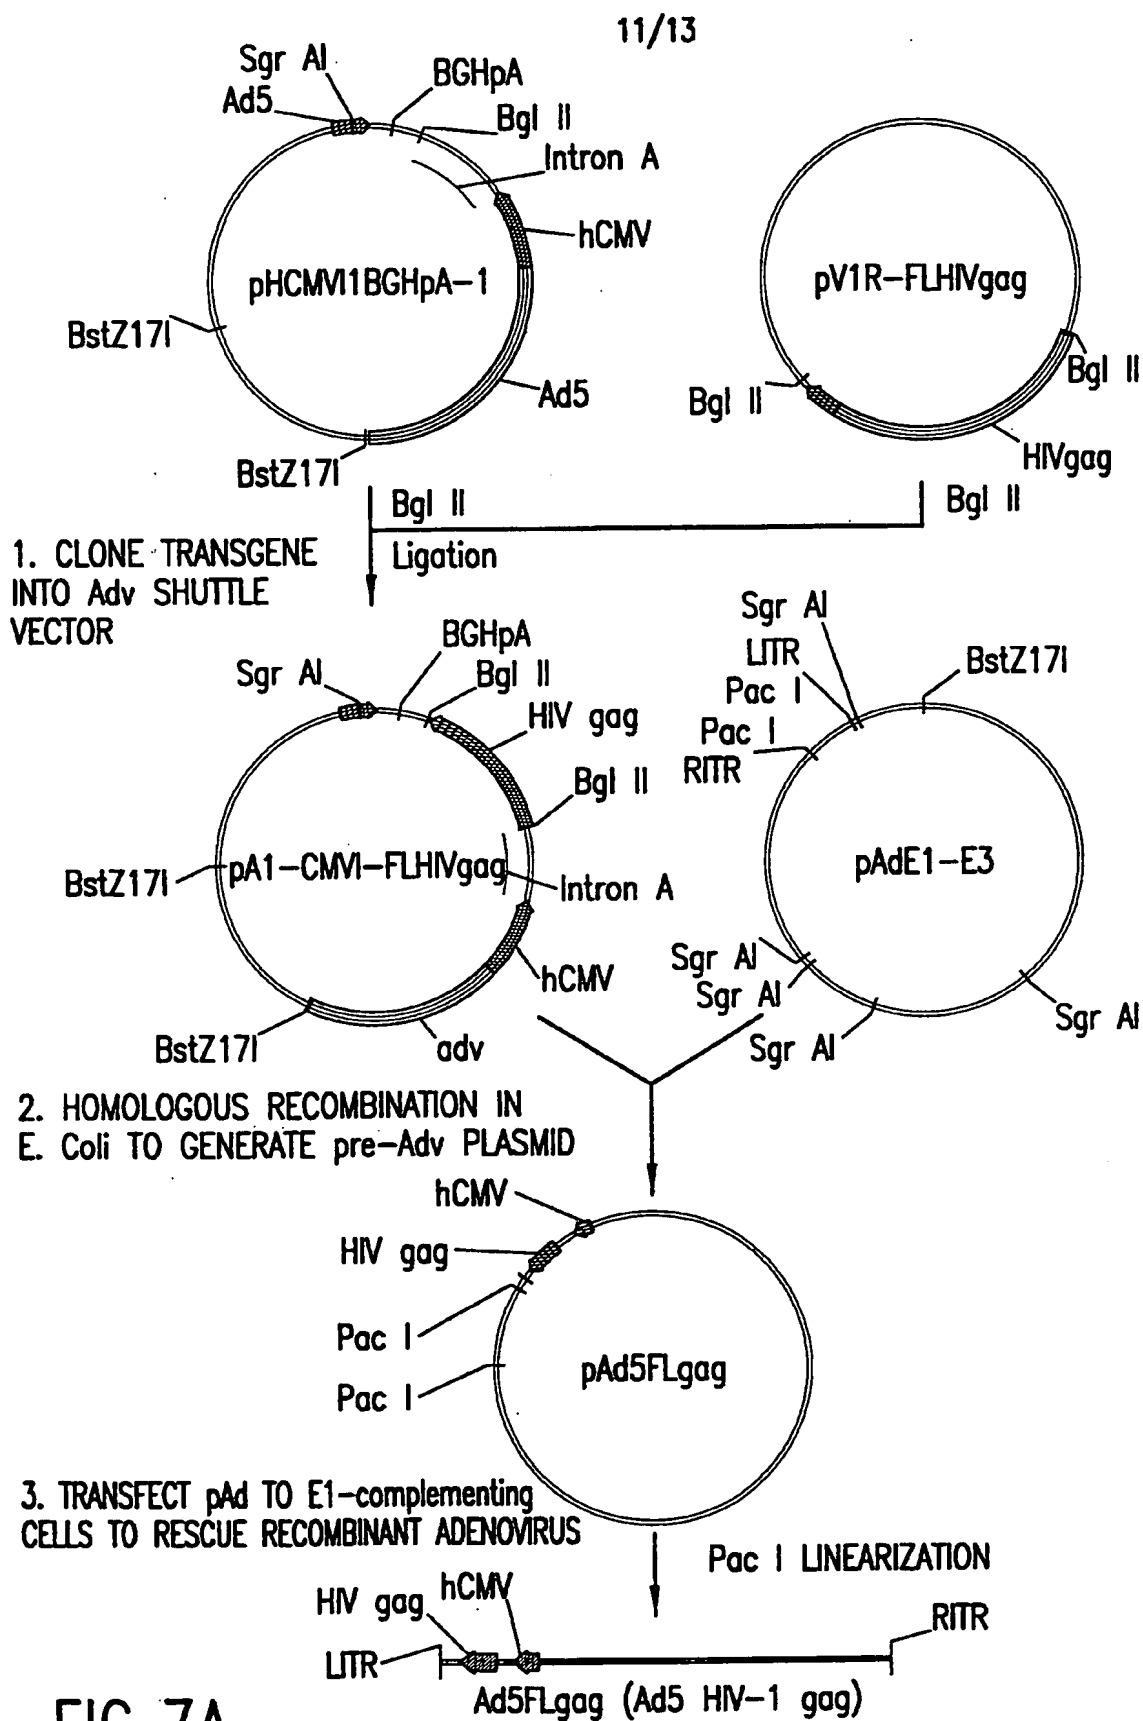 11/13
Sgr AI
BGHpA
Ad5
Bgl II
Intron A
hCMV
pHCMVI1BGHpA-1
BstZ17I
Ad5
BstZ17I
pV1R-FLHIVgag
Bgl II
Bgl II
HIVgag
Bgl II
Bgl II
Ligation
1. CLONE TRANSGENE
INTO Adv SHUTTLE
VECTOR
BGHpA
Sgr AI
Bgl II
HIV gag
Bgl II
pA1-CMVI-FLHIVgag
BstZ17I
Intron A
hCMV
BstZ17I
adv
Sgr AI
LITR
BstZ17I
Pac I
Pac I
RITR
pAdE1-E3
Sgr AI
Sgr AI
Sgr AI
Sgr AI
2. HOMOLOGOUS RECOMBINATION IN
E. Coli TO GENERATE pre-Adv PLASMID
hCMV
HIV gag
Pac I
Pac I
pAd5FLgag
3. TRANSFECT pAd TO E1-complementing
CELLS TO RESCUE RECOMBINANT ADENOVIRUS
Pac I LINEARIZATION
HIV gag
hCMV
RITR
LITR
Ad5FLgag (Ad5 HIV-1 gag)
FIG. 7A